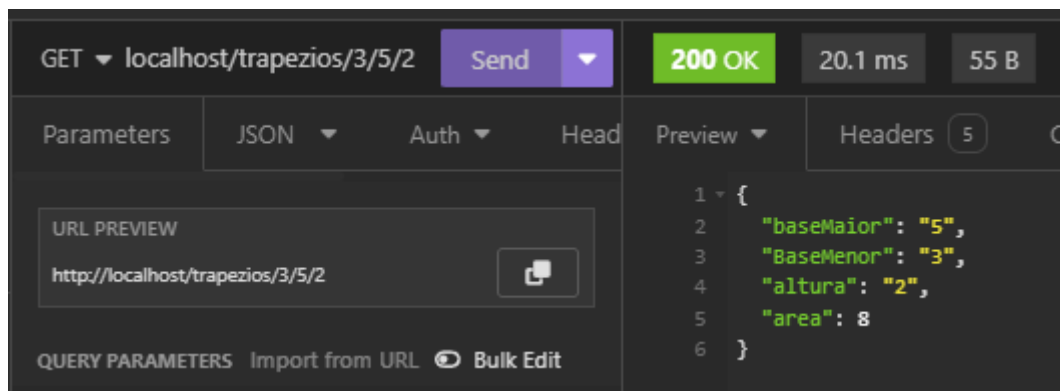 GET localhost/trapezios/3/5/2 Send
Parameters JSON Auth Head
URL PREVIEW
http://localhost/trapezios/3/5/2
QUERY PARAMETERS Import from URL Bulk Edit
200 OK 20.1 ms 55 B
Preview Headers 5
1 {
2 "baseMaior": "5",
3 "BaseMenor": "3",
4 "altura": "2",
5 "area": 8
6 }